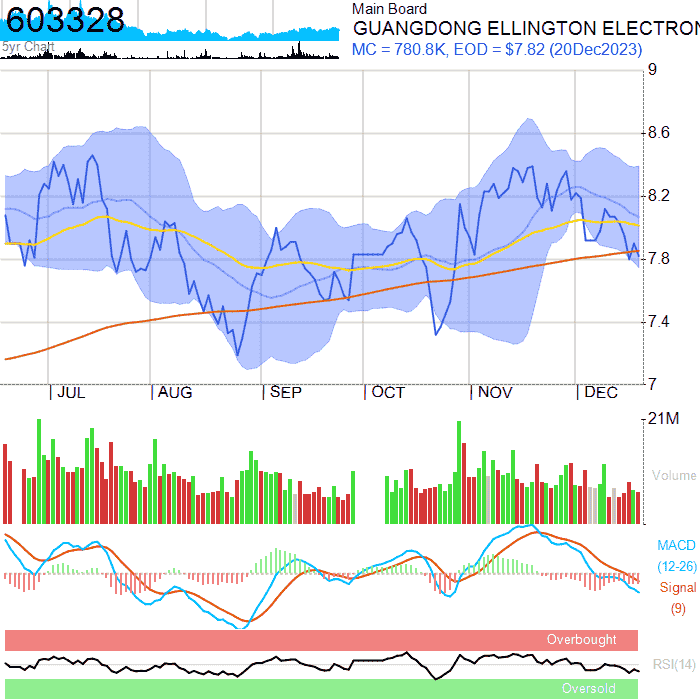 603328
5yr Chart
Main Board
GUANGDONG ELLINGTON ELECTRON
MC = 780.8K, EOD = $7.82 (20Dec2023)
9
8.6
8.2
7.8
7.4
7
JUL AUG SEP OCT NOV DEC
21M
Volume
MACD
(12-26)
Signal
(9)
Overbought
RSI(14)
Oversold